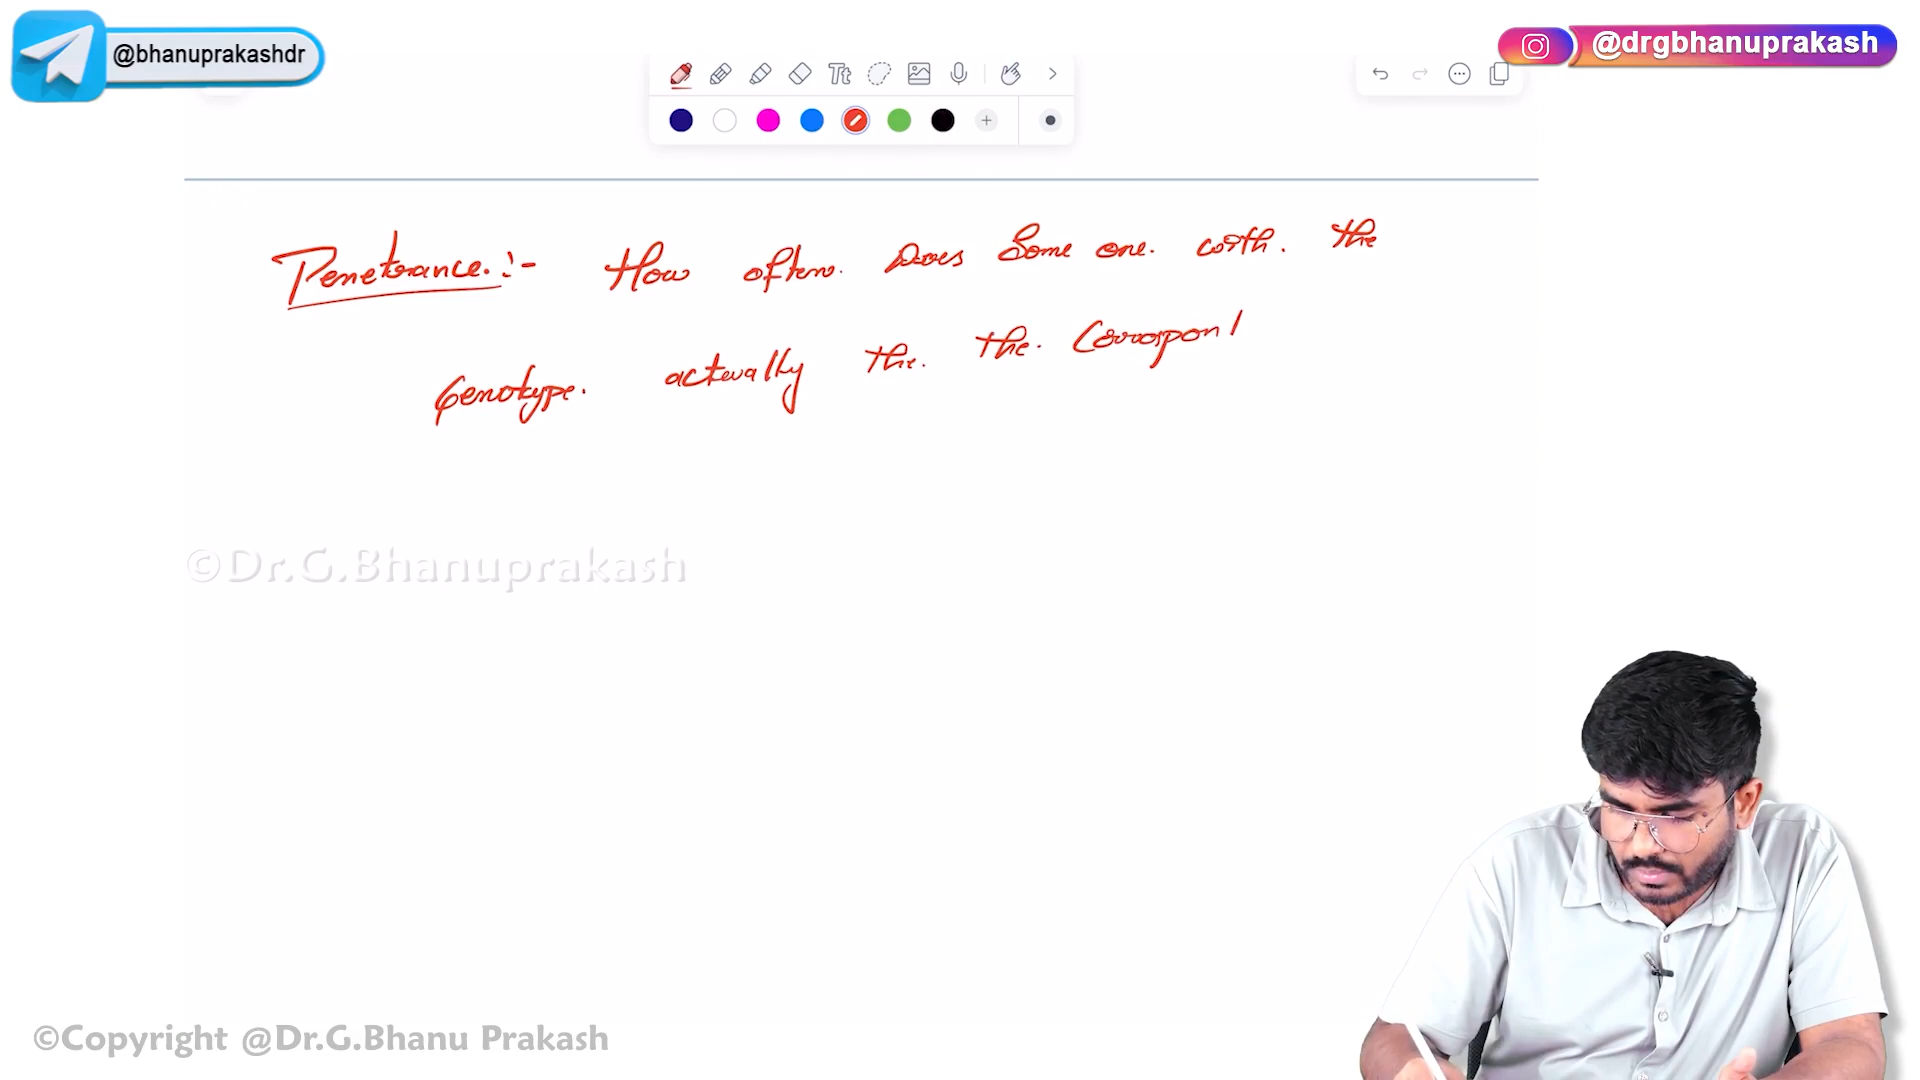 @bhanuprakashdr
@drgbhanuprakash
Tt
Penetrance :- How often Does Some one with the
Genotype actually the the Correspon
©Dr.G.Bhanuprakash
©Copyright @Dr.G.Bhanu Prakash